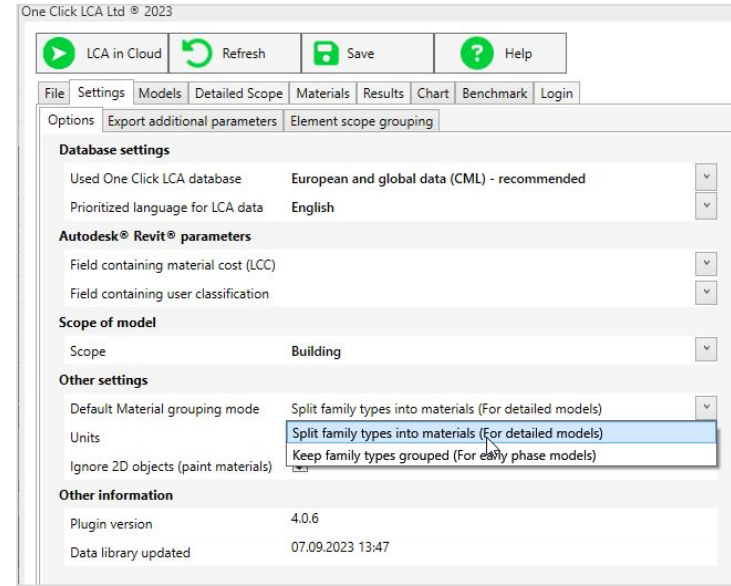 One Click LCA Ltd ® 2023
LCA in Cloud Refresh Save ? Help
File Settings Models Detailed Scope Materials Results Chart Benchmark Login
Options Export additional parameters Element scope grouping
Database settings
Used One Click LCA database European and global data (CML) - recommended
Prioritized language for LCA data English
Autodesk® Revit® parameters
Field containing material cost (LCC)
Field containing user classification
Scope of model
Scope Building
Other settings
Default Material grouping mode Split family types into materials (For detailed models)
Units Split family types into materials (For detailed models)
Keep family types grouped (For early phase models)
Ignore 2D objects (paint materials)
Other information
Plugin version 4.0.6
Data library updated 07.09.2023 13:47